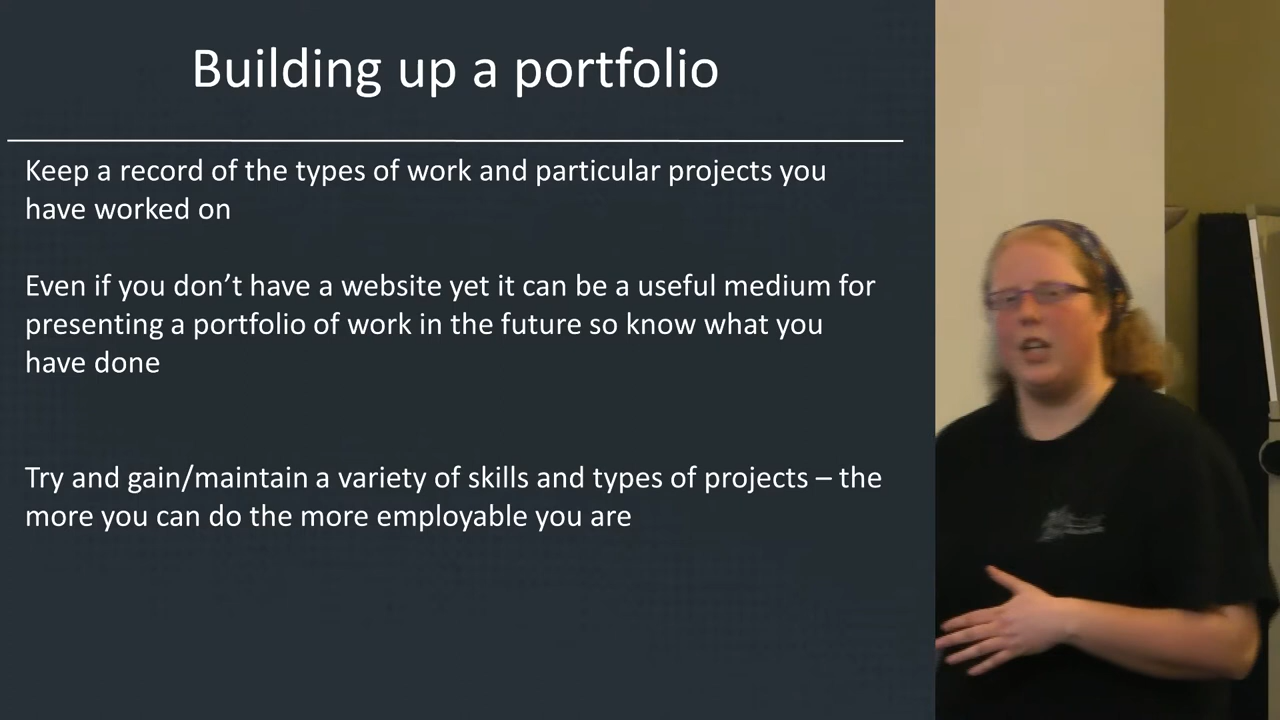 Building up a portfolio
Keep a record of the types of work and particular projects you
have worked on
Even if you don’t have a website yet it can be a useful medium for
presenting a portfolio of work in the future so know what you
have done
Try and gain/maintain a variety of skills and types of projects – the
more you can do the more employable you are